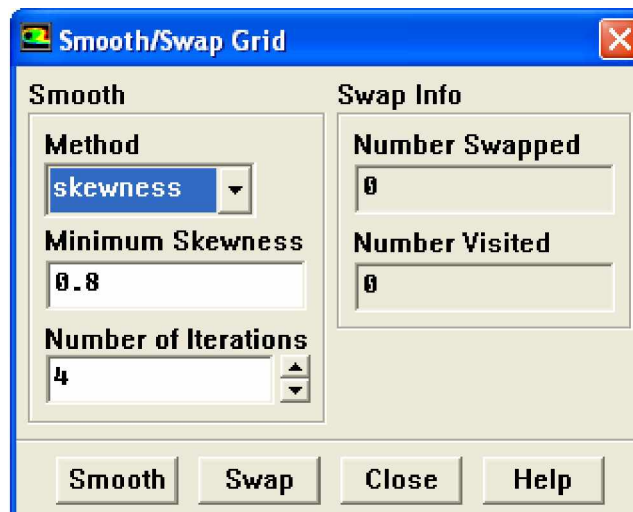 Smooth/Swap Grid
Smooth
Method
skewness
Minimum Skewness
0.8
Number of Iterations
4
Swap Info
Number Swapped
0
Number Visited
0
Smooth
Swap
Close
Help